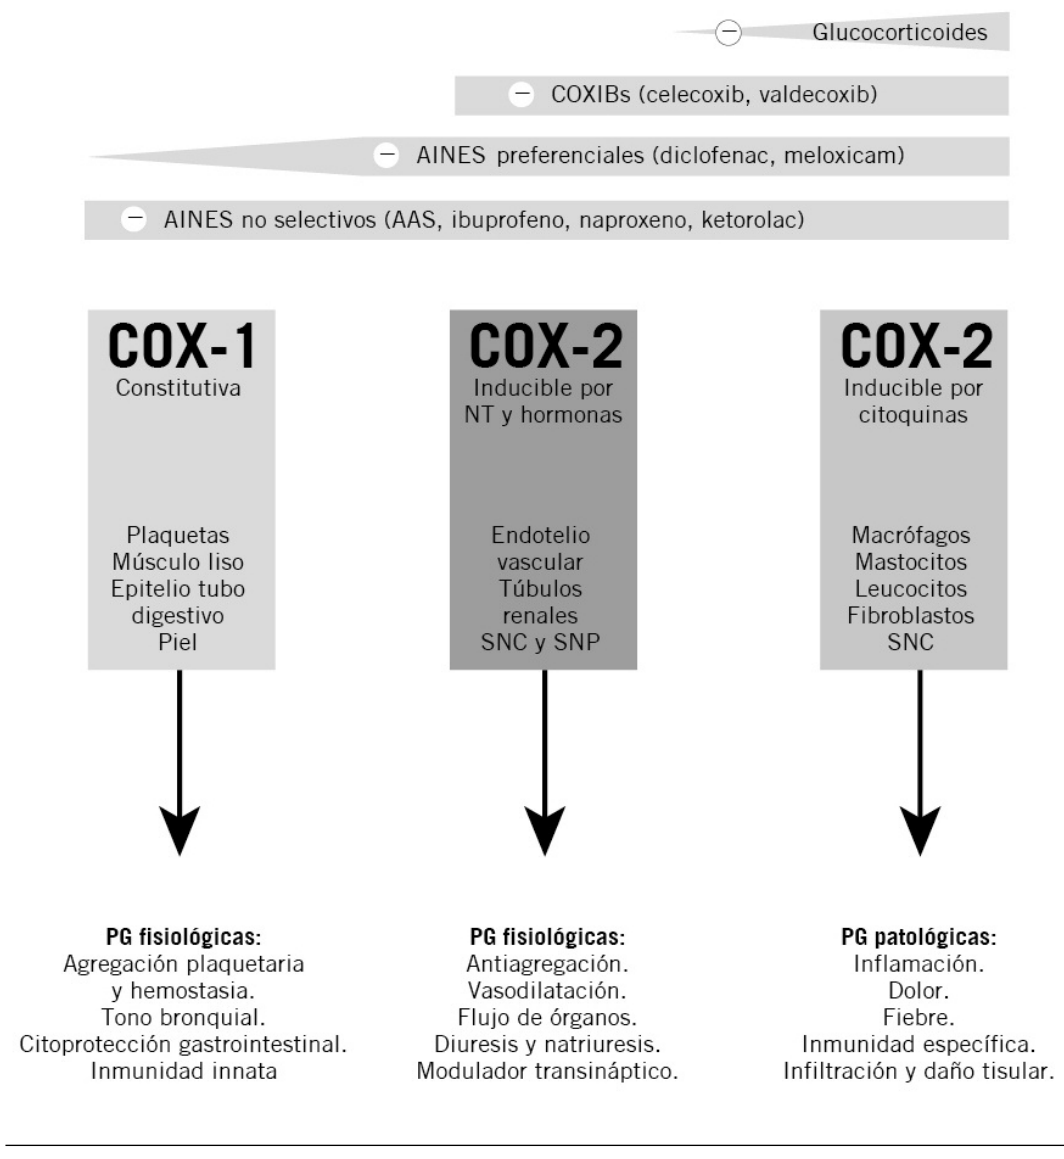 − Glucocorticoides
− COXIBs (celecoxib, valdecoxib)
− AINES preferenciales (diclofenac, meloxicam)
− AINES no selectivos (AAS, ibuprofeno, naproxeno, ketorolac)
COX-1
Constitutiva
Plaquetas
Músculo liso
Epitelio tubo
digestivo
Piel
PG fisiológicas:
Agregación plaquetaria
y hemostasia.
Tono bronquial.
Citoprotección gastrointestinal.
Inmunidad innata
COX-2
Inducible por
NT y hormonas
Endotelio
vascular
Túbulos
renales
SNC y SNP
PG fisiológicas:
Antiagregación.
Vasodilatación.
Flujo de órganos.
Diuresis y natriuresis.
Modulador transináptico.
COX-2
Inducible por
citoquinas
Macrófagos
Mastocitos
Leucocitos
Fibroblastos
SNC
PG patológicas:
Inflamación.
Dolor.
Fiebre.
Inmunidad específica.
Infiltración y daño tisular.